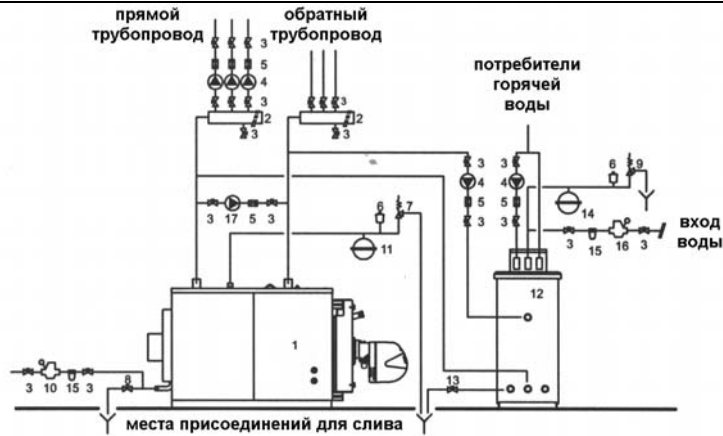 прямой
трубопровод
обратный
трубопровод
потребители
горячей
воды
3 3
5
4
3 3
2 2
3 3
3 3
6 9
4 4
14
5
3 3
3 17 5 3
6 7
11
3 15 16 3
вход
воды
12
1
3 10 15 3
8
13
места присоединений для слива